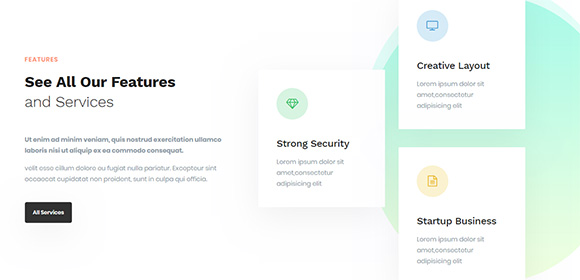 FEATURES
See All Our Features
and Services
Ut enim ad minim veniam, quis nostrud exercitation ullamco
laboris nisi ut aliquip ex ea commodo consequat.
velit esse cillum dolore eu fugiat nulla pariatur. Excepteur sint
occaecat cupidatat non proident, sunt in culpa qui officia.
All Services
Strong Security
Lorem ipsum dolor sit
amet,consectetur
adipisicing elit
Creative Layout
Lorem ipsum dolor sit
amet,consectetur
adipisicing elit
Startup Business
Lorem ipsum dolor sit
amet,consectetur
adipisicing elit